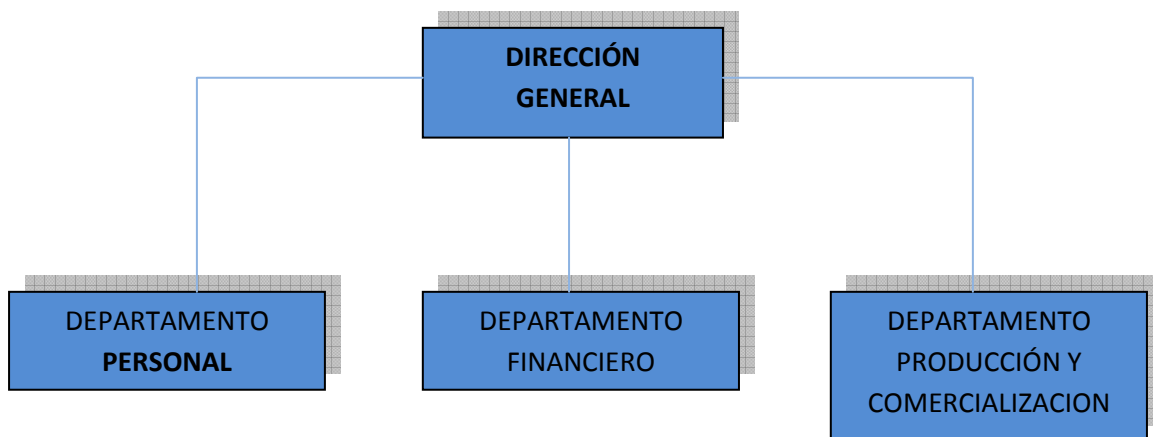 DIRECCIÓN
GENERAL
DEPARTAMENTO
PERSONAL
DEPARTAMENTO
FINANCIERO
DEPARTAMENTO
PRODUCCIÓN Y
COMERCIALIZACION